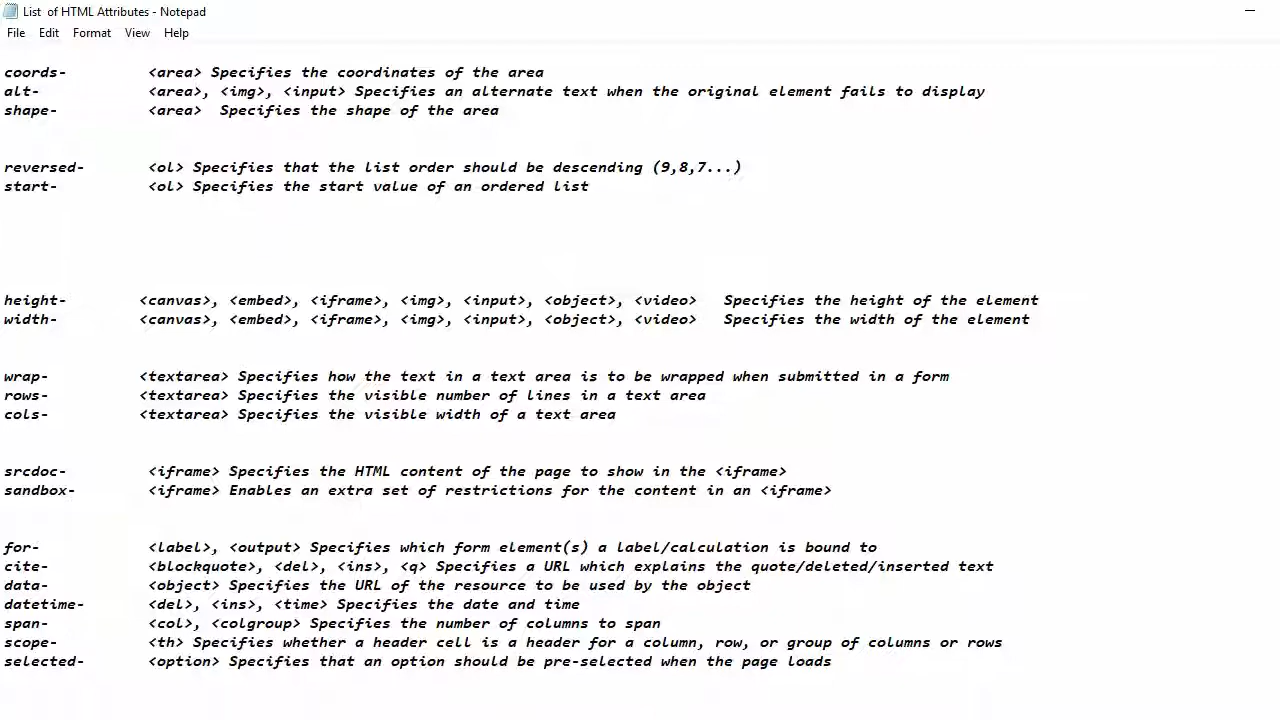 List  of HTML Attributes - Notepad
File Edit Format View Help
coords- <area> Specifies the coordinates of the area
alt- <area>, <img>, <input> Specifies an alternate text when the original element fails to display
shape- <area>  Specifies the shape of the area
reversed- <ol> Specifies that the list order should be descending (9,8,7...)
start- <ol> Specifies the start value of an ordered list
height- <canvas>, <embed>, <iframe>, <img>, <input>, <object>, <video>   Specifies the height of the element
width- <canvas>, <embed>, <iframe>, <img>, <input>, <object>, <video>   Specifies the width of the element
wrap- <textarea> Specifies how the text in a text area is to be wrapped when submitted in a form
rows- <textarea> Specifies the visible number of lines in a text area
cols- <textarea> Specifies the visible width of a text area
srcdoc- <iframe> Specifies the HTML content of the page to show in the <iframe>
sandbox- <iframe> Enables an extra set of restrictions for the content in an <iframe>
for- <label>, <output> Specifies which form element(s) a label/calculation is bound to
cite- <blockquote>, <del>, <ins>, <q> Specifies a URL which explains the quote/deleted/inserted text
data- <object> Specifies the URL of the resource to be used by the object
datetime- <del>, <ins>, <time> Specifies the date and time
span- <col>, <colgroup> Specifies the number of columns to span
scope- <th> Specifies whether a header cell is a header for a column, row, or group of columns or rows
selected- <option> Specifies that an option should be pre-selected when the page loads